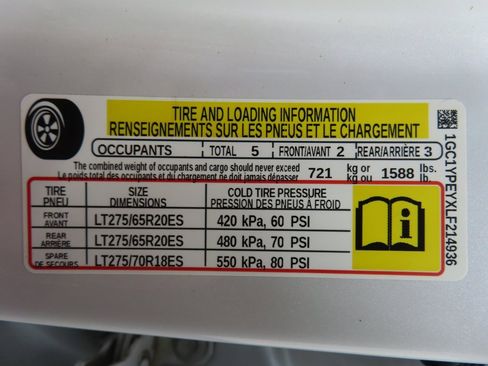 TIRE AND LOADING INFORMATION
RENSEIGNEMENTS SUR LES PNEUS ET LE CHARGEMENT
OCCUPANTS TOTAL 5 FRONT/AVANT 2 REAR/ARRIÈRE 3
The combined weight of occupants and cargo should never exceed 721 kg or 1588 lbs.
Le poids total des occupants et du chargement ne doit jamais dépasser kg ou lb.
TIRE SIZE COLD TIRE PRESSURE
PNEU DIMENSIONS PRESSION DES PNEUS À FROID
FRONT
AVANT LT275/65R20ES 420 kPa, 60 PSI
REAR
ARRIÈRE LT275/65R20ES 480 kPa, 70 PSI
SPARE
DE SECOURS LT275/70R18ES 550 kPa, 80 PSI
i
1GC1YPEYXLF214936